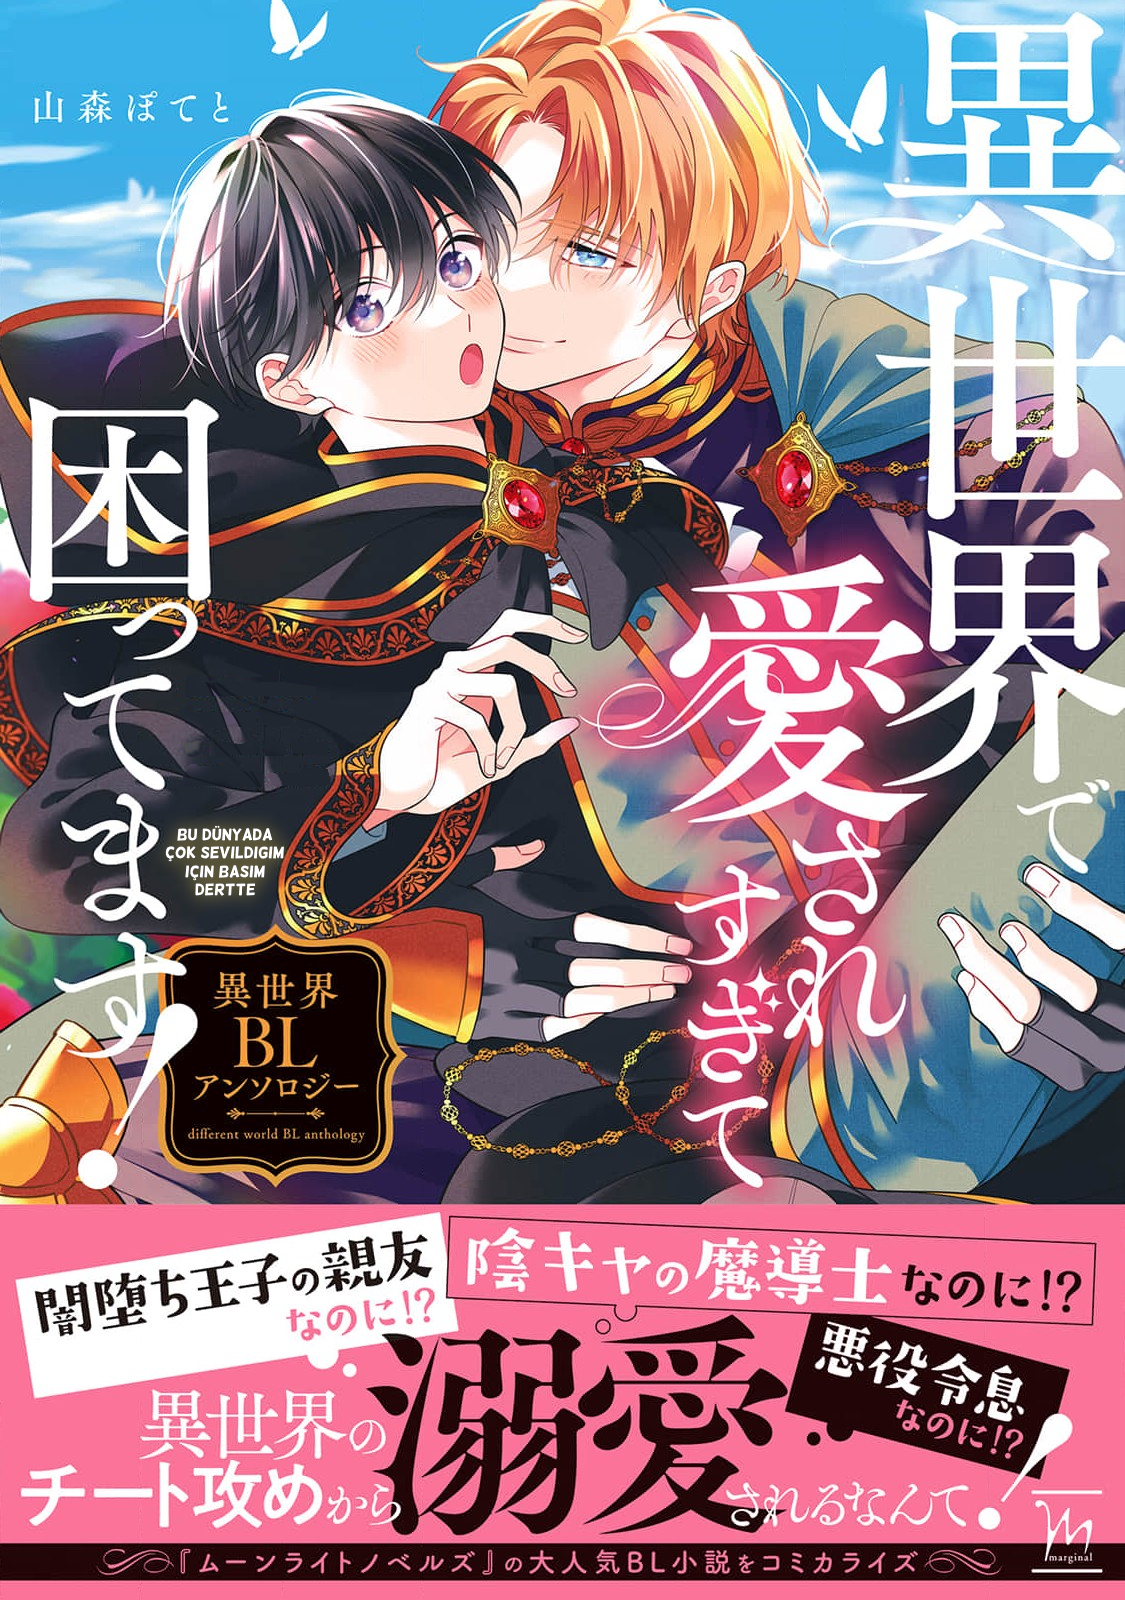 山森ぽてと
異世界で
愛され
すぎて
困ってます!
BU DÜNYADA
ÇOK SEVILDIGIM
IÇIN BASIM
DERTTE
異世界
BL
アンソロジー
different world BL anthology
闇堕ち王子の親友
なのに!?
陰キャの魔導士なのに!?
悪役令息
なのに!?
異世界の
チート攻めから
溺愛
されるなんて!
m
marginal
『ムーンライトノベルズ』の大人気BL小説をコミカライズ